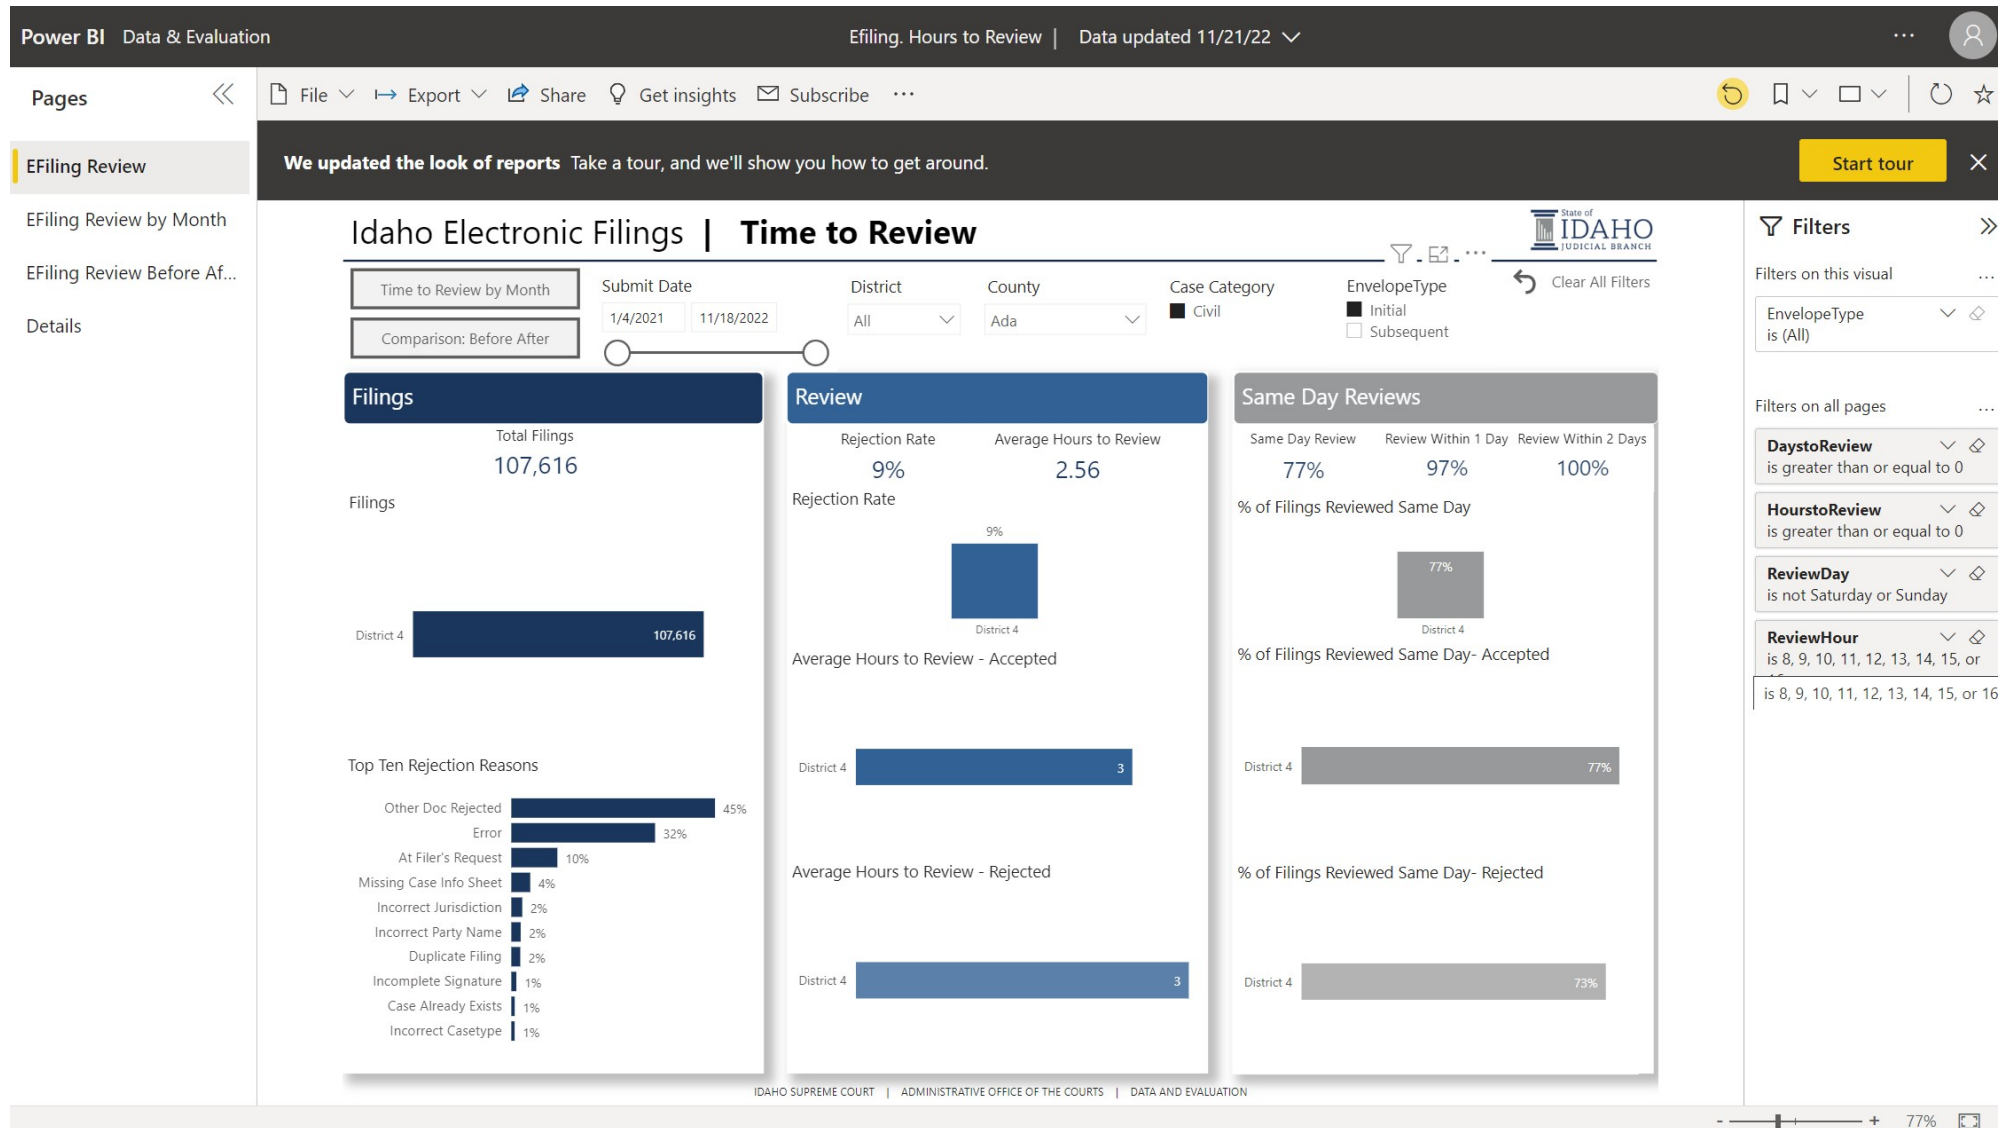 Power BI Data & Evaluation
Efiling. Hours to Review | Data updated 11/21/22
...
Pages
File
Export
Share
Get insights
Subscribe
...
EFiling Review
EFiling Review by Month
EFiling Review Before Af...
Details
We updated the look of reports Take a tour, and we'll show you how to get around.
Start tour
Idaho Electronic Filings | Time to Review
State of
IDAHO
JUDICIAL BRANCH
...
Time to Review by Month
Comparison: Before After
Submit Date
1/4/2021 11/18/2022
District
All
County
Ada
Case Category
Civil
EnvelopeType
Initial
Subsequent
Clear All Filters
Filings
Total Filings
107,616
Filings
District 4
107,616
Top Ten Rejection Reasons
Other Doc Rejected 45%
Error 32%
At Filer's Request 10%
Missing Case Info Sheet 4%
Incorrect Jurisdiction 2%
Incorrect Party Name 2%
Duplicate Filing 2%
Incomplete Signature 1%
Case Already Exists 1%
Incorrect Casetype 1%
Review
Rejection Rate Average Hours to Review
9% 2.56
Rejection Rate
9%
District 4
Average Hours to Review - Accepted
District 4 3
Average Hours to Review - Rejected
District 4 3
Same Day Reviews
Same Day Review Review Within 1 Day Review Within 2 Days
77% 97% 100%
% of Filings Reviewed Same Day
77%
District 4
% of Filings Reviewed Same Day- Accepted
District 4 77%
% of Filings Reviewed Same Day- Rejected
District 4 73%
IDAHO SUPREME COURT | ADMINISTRATIVE OFFICE OF THE COURTS | DATA AND EVALUATION
Filters
Filters on this visual ...
EnvelopeType
is (All)
Filters on all pages ...
DaystoReview
is greater than or equal to 0
HourstoReview
is greater than or equal to 0
ReviewDay
is not Saturday or Sunday
ReviewHour
is 8, 9, 10, 11, 12, 13, 14, 15, or
is 8, 9, 10, 11, 12, 13, 14, 15, or 16
- + 77%